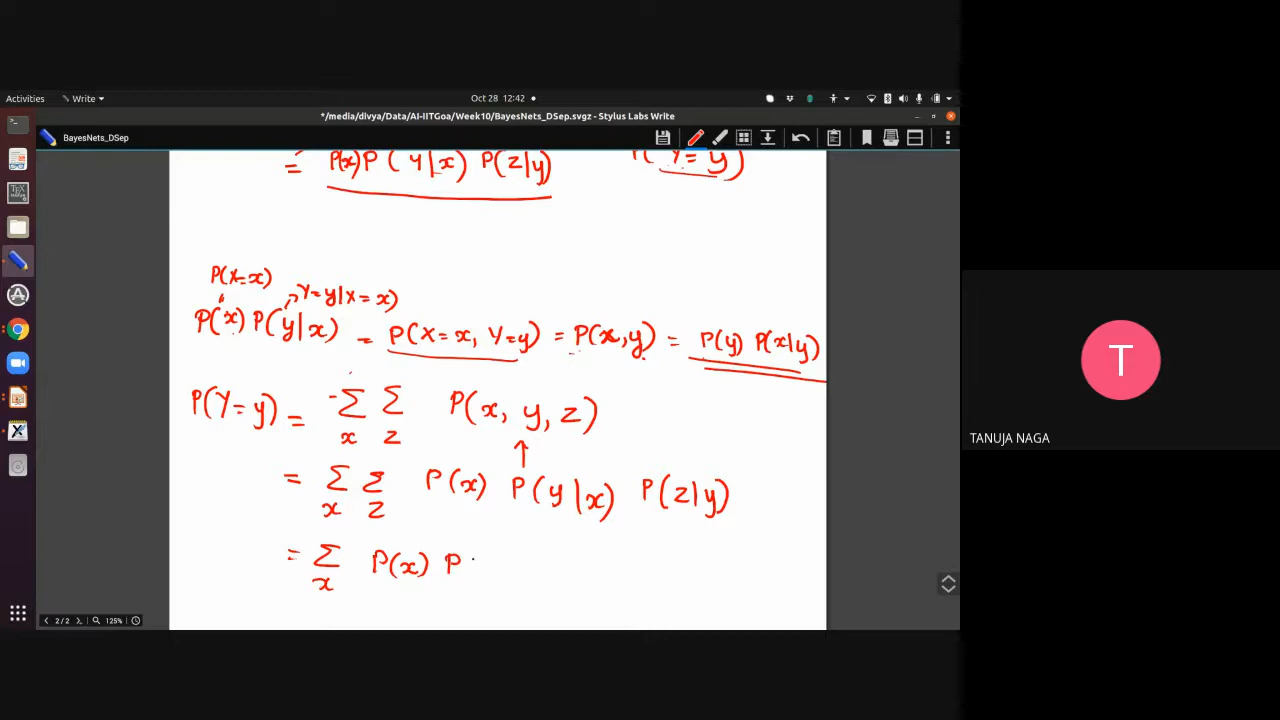 Activities Write ▾ Oct 28 12:42
*/media/divya/Data/AI-IITGoa/Week10/BayesNets_DSep.svgz - Stylus Labs Write
BayesNets_DSep
= P(x) P(y|x) P(z|y) P(Y=y)
P(X=x)
Y=y|X=x)
P(x) P(y|x) = P(X=x, Y=y) = P(x,y) = P(y) P(x|y)
P(Y=y) = Σ Σ P(x, y, z)
x z
= Σ Σ P(x) P(y|x) P(z|y)
x z
= Σ P(x) P
x
T
TANUJA NAGA
2/2 125%